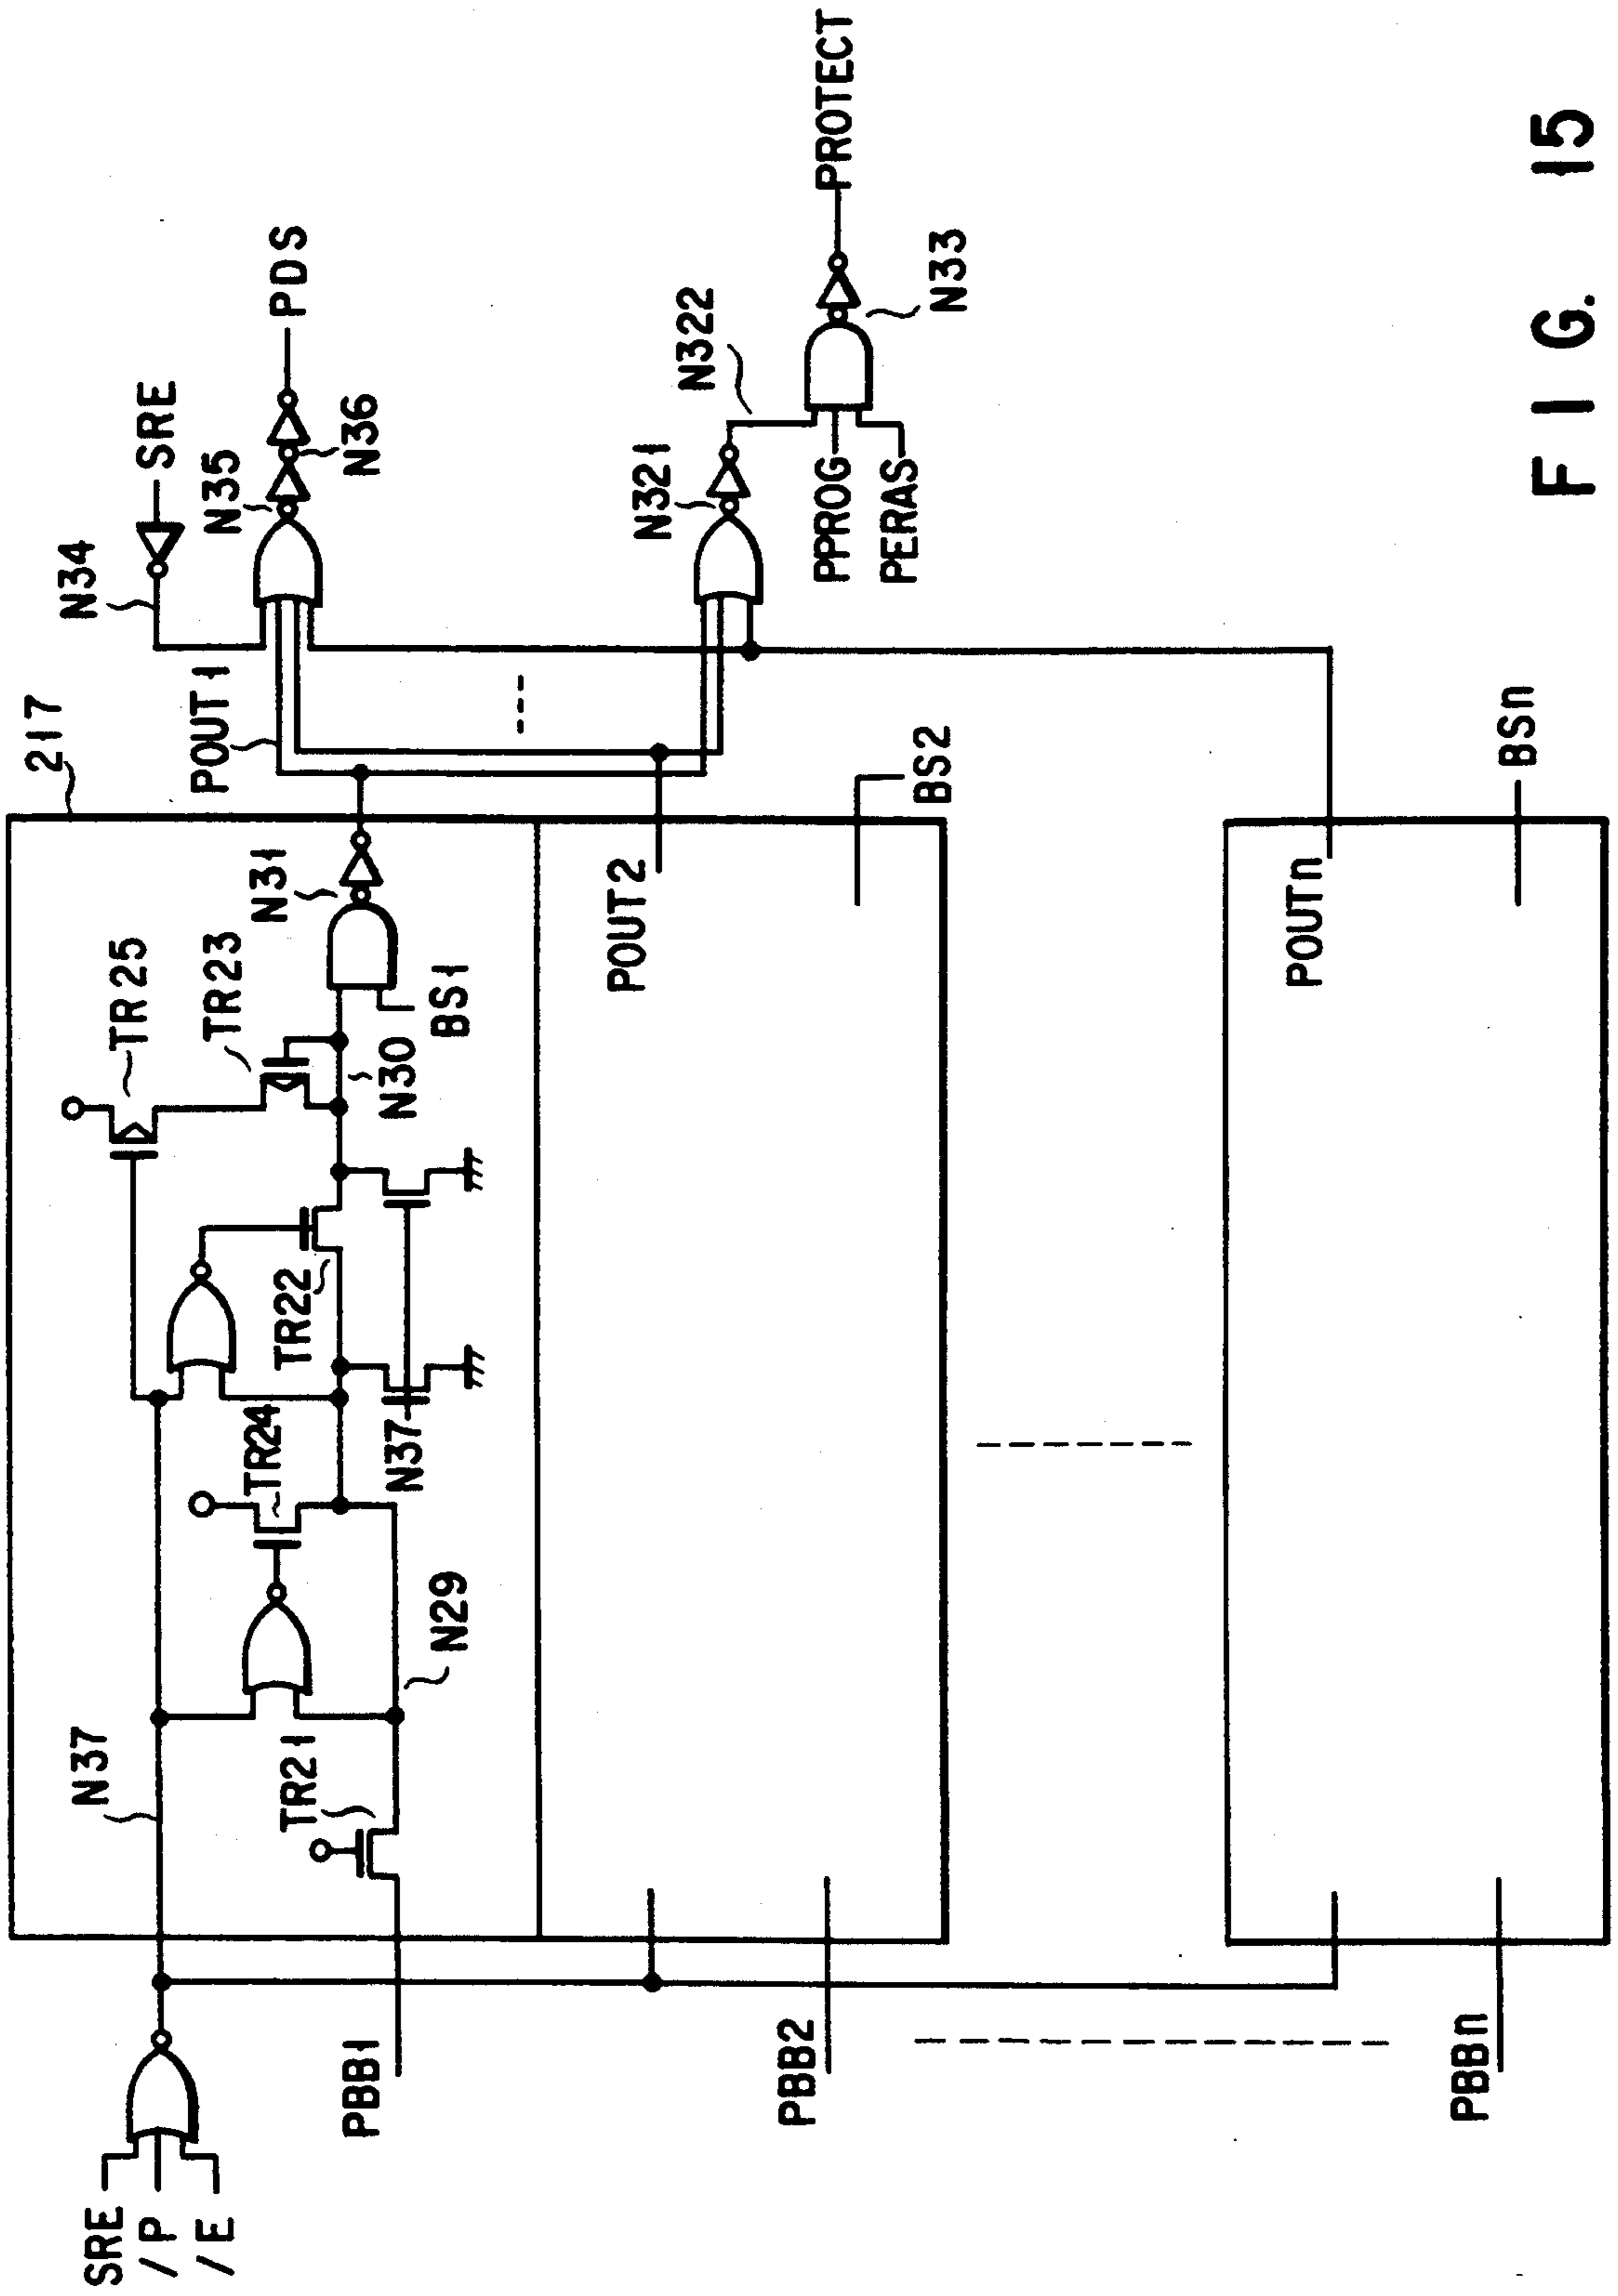 SRE
/P
/E
N37
PBB1
TR21
N29
TR24
N37
TR22
TR25
TR23
N30
BS1
N31
217
POUT1
N34
SRE
N35
N36
PDS
N321
N322
PPROG
PERAS
N33
PROTECT
PBB2
POUT2
BS2
PBBn
POUTn
BSn
FIG. 15